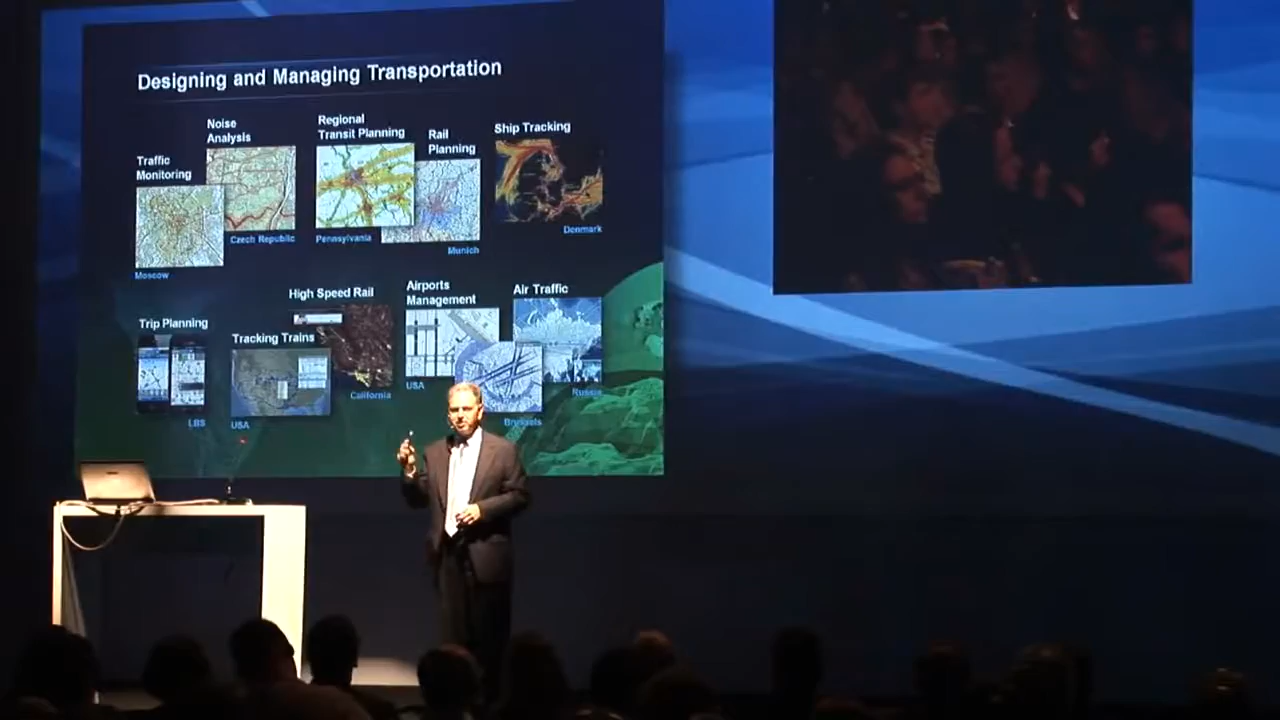 Designing and Managing Transportation
Traffic
Monitoring
Moscow
Noise
Analysis
Czech Republic
Regional
Transit Planning
Pennsylvania
Rail
Planning
Munich
Ship Tracking
Denmark
Trip Planning
LBS
Tracking Trains
USA
High Speed Rail
California
Airports
Management
USA
Brussels
Air Traffic
Russia